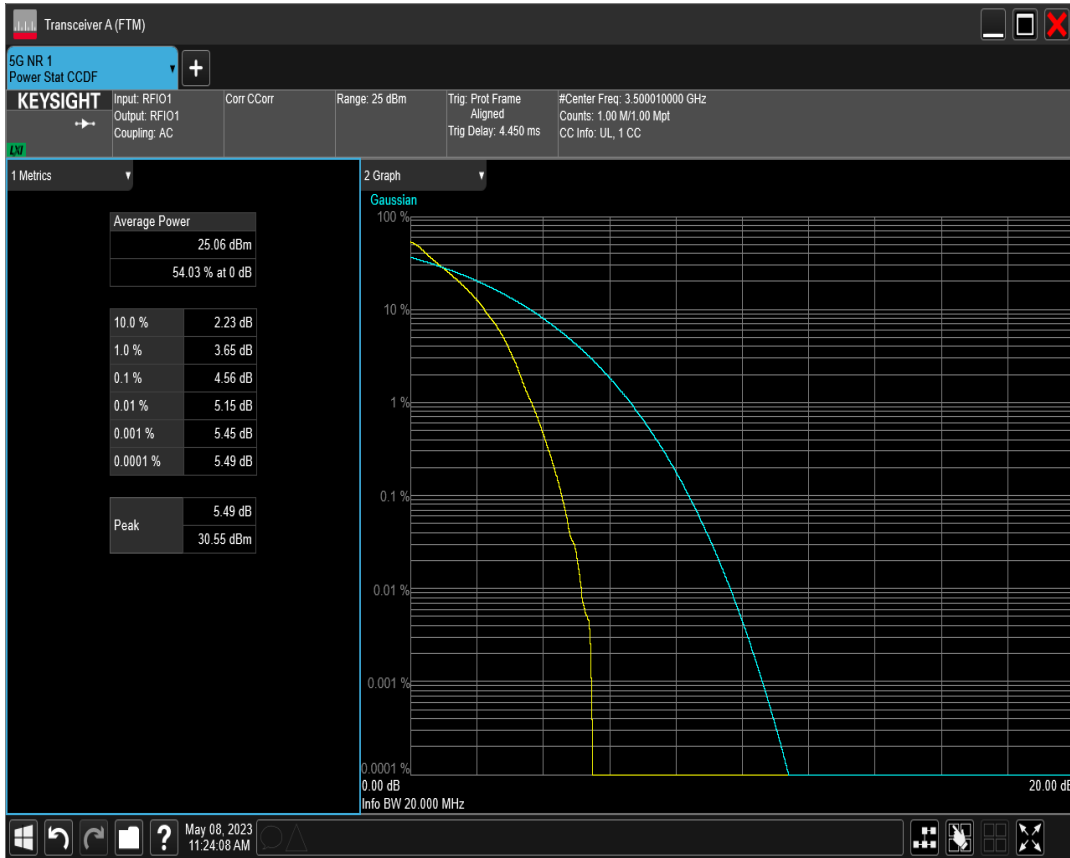 Transceiver A (FTM)
5G NR 1
Power Stat CCDF
+
KEYSIGHT
LXI
Input: RFIO1
Output: RFIO1
Coupling: AC
Corr CCorr
Range: 25 dBm
Trig: Prot Frame
Aligned
Trig Delay: 4.450 ms
#Center Freq: 3.500010000 GHz
Counts: 1.00 M/1.00 Mpt
CC Info: UL, 1 CC
1 Metrics
Average Power
25.06 dBm
54.03 % at 0 dB
10.0 % 2.23 dB
1.0 % 3.65 dB
0.1 % 4.56 dB
0.01 % 5.15 dB
0.001 % 5.45 dB
0.0001 % 5.49 dB
Peak
5.49 dB
30.55 dBm
2 Graph
Gaussian
100 %
10 %
1 %
0.1 %
0.01 %
0.001 %
0.0001 %
0.00 dB 20.00 dB
Info BW 20.000 MHz
?
May 08, 2023
11:24:08 AM